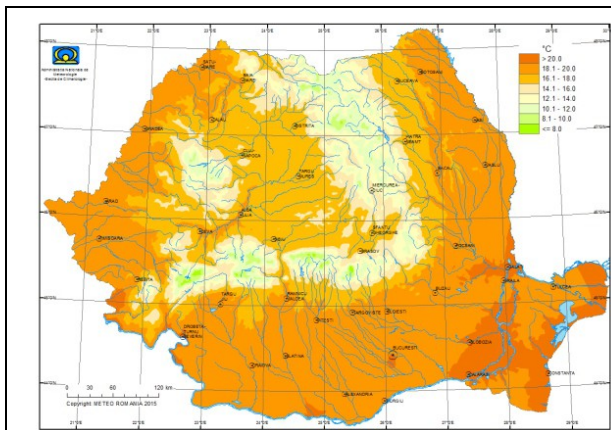 °C
> 20.0
18.1 - 20.0
16.1 - 18.0
14.1 - 16.0
12.1 - 14.0
10.1 - 12.0
8.1 - 10.0
<= 8.0
SATU
MARE
BAIA
MARE
BOTOSANI
SUCEAVA
ORADEA
ZALAU
BISTRITA
IASI
PIATRA
NEAMT
NAPOCA
TARGU
MURES
BACAU
VASLUI
MIERCUREA-
CIUC
ARAD
ALBA
IULIA
SFANTU
GHEORGHE
TIMISOARA
DEVA
SIBIU
BRASOV
FOCSANI
RESITA
GALATI
BRAILA
TULCEA
TARGU
JIU
RAMNICU
VALCEA
BUZAU
TARGOVISTE
PLOIESTI
PITESTI
DROBETA-
TURNU
SEVERIN
SLOBOZIA
BUCURESTI
SLATINA
CRAIOVA
CALARASI
CONSTANTA
ALEXANDRIA
GIURGIU
0 30 60 120 km
Copyright: METEO ROMANIA 2015